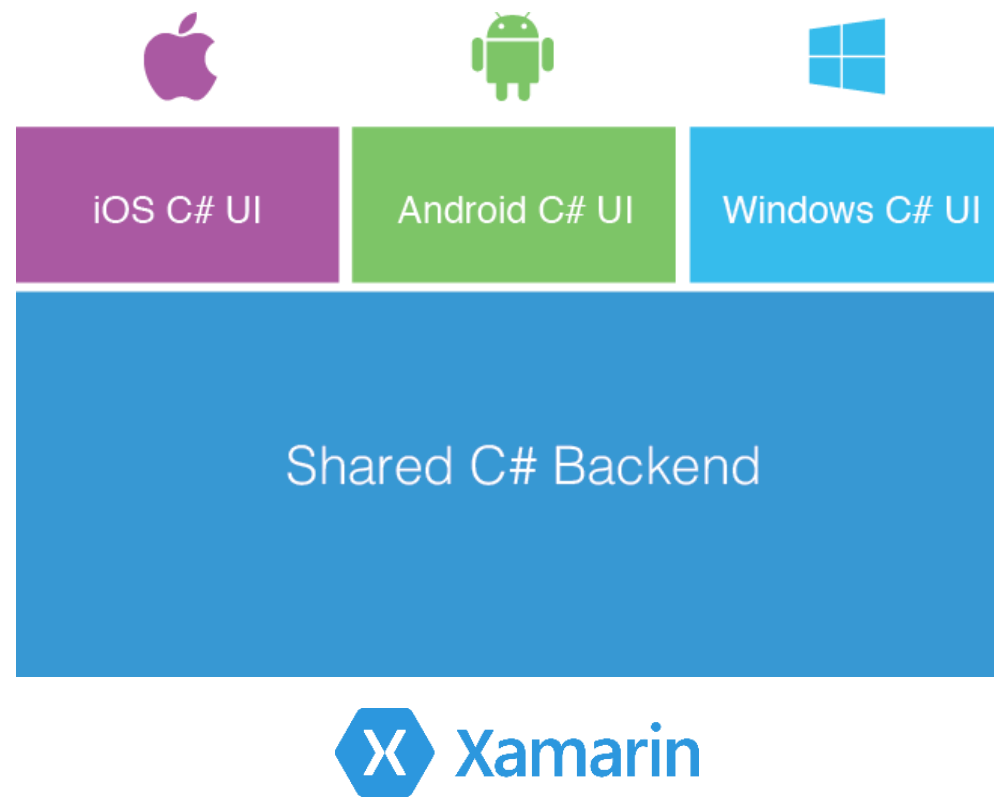 iOS C# UI
Android C# UI
Windows C# UI
Shared C# Backend
X Xamarin